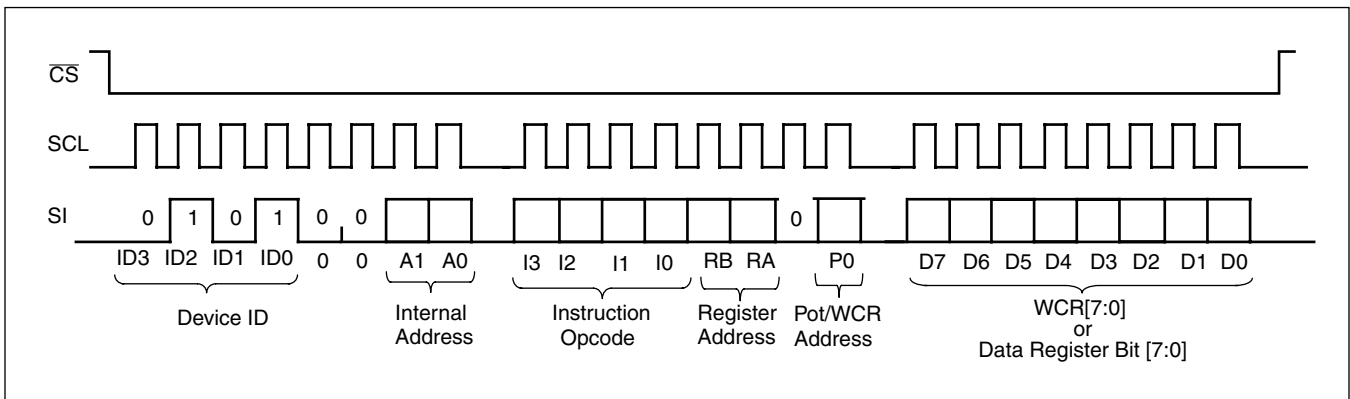 CS
SCL
SI
0 1 0 1 0 0 0
ID3 ID2 ID1 ID0 0 0 A1 A0 I3 I2 I1 I0 RB RA P0 D7 D6 D5 D4 D3 D2 D1 D0
Device ID
Internal
Address
Instruction
Opcode
Register
Address
Pot/WCR
Address
WCR[7:0]
or
Data Register Bit [7:0]